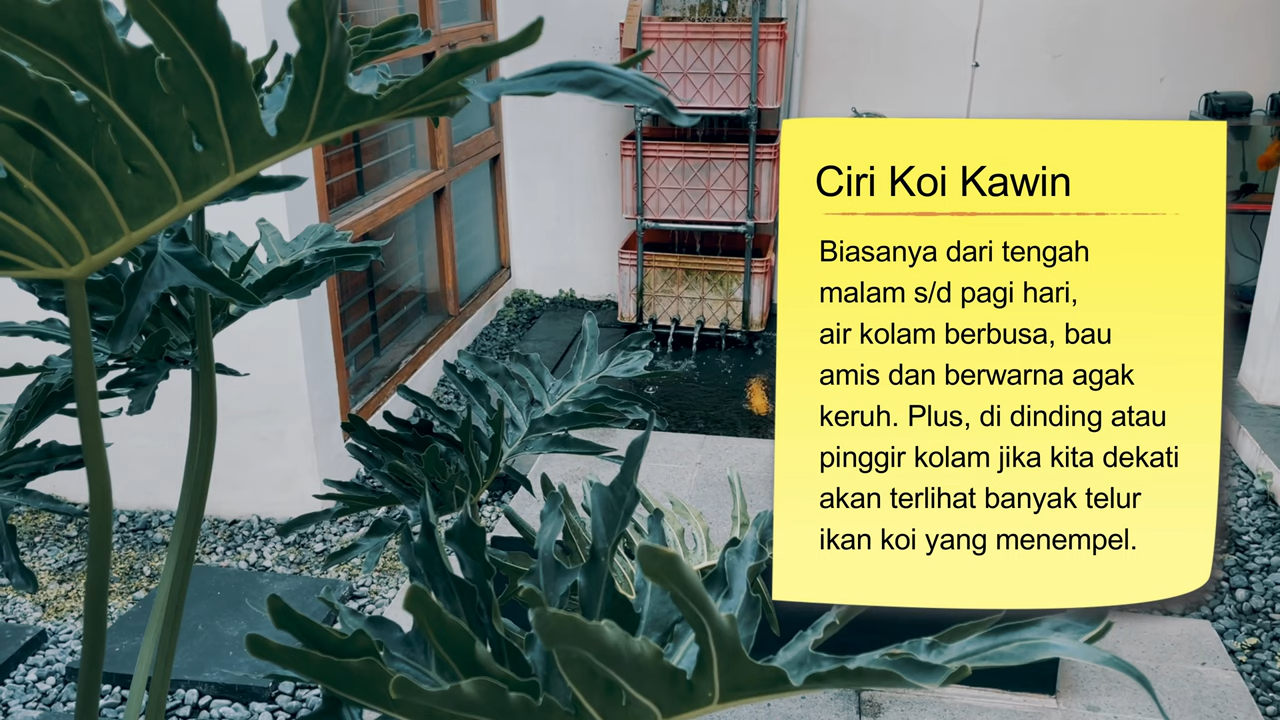 Ciri Koi Kawin
Biasanya dari tengah
malam s/d pagi hari,
air kolam berbusa, bau
amis dan berwarna agak
keruh. Plus, di dinding atau
pinggir kolam jika kita dekati
akan terlihat banyak telur
ikan koi yang menempel.